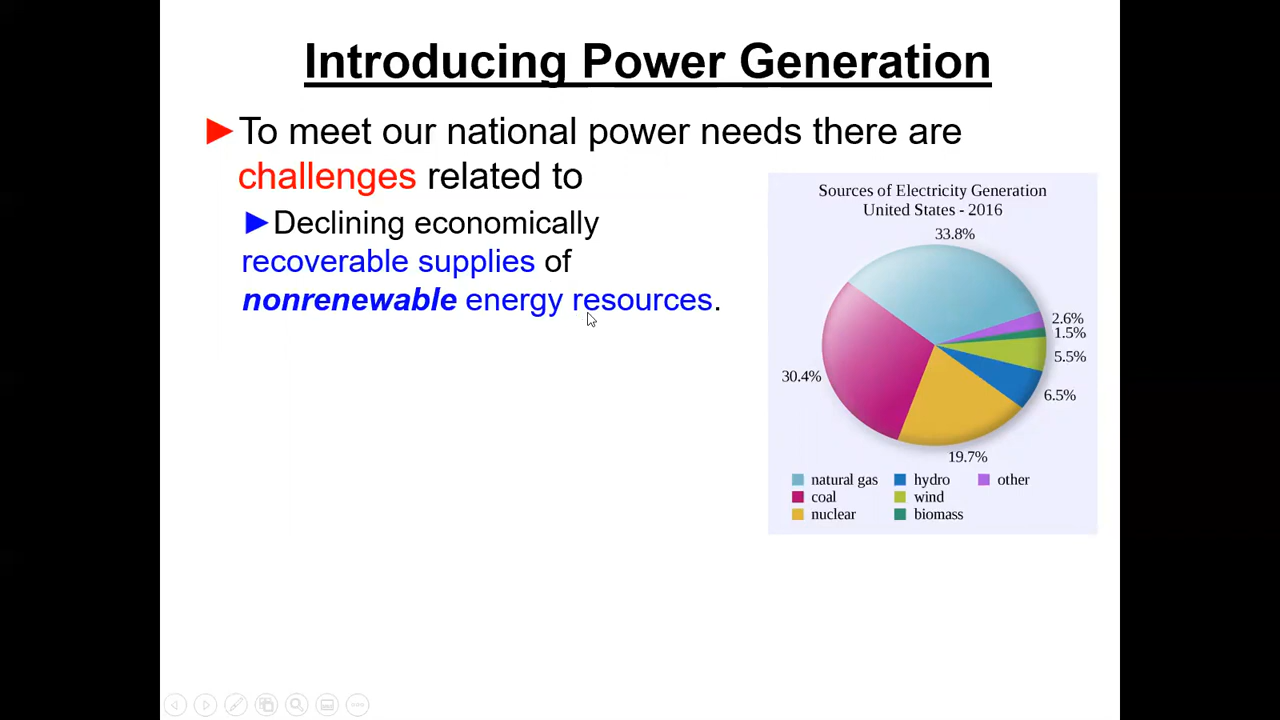 Introducing Power Generation
►To meet our national power needs there are
challenges related to
►Declining economically
recoverable supplies of
nonrenewable energy resources.
Sources of Electricity Generation
United States - 2016
33.8%
2.6%
1.5%
5.5%
30.4%
6.5%
19.7%
natural gas hydro other
coal wind
nuclear biomass